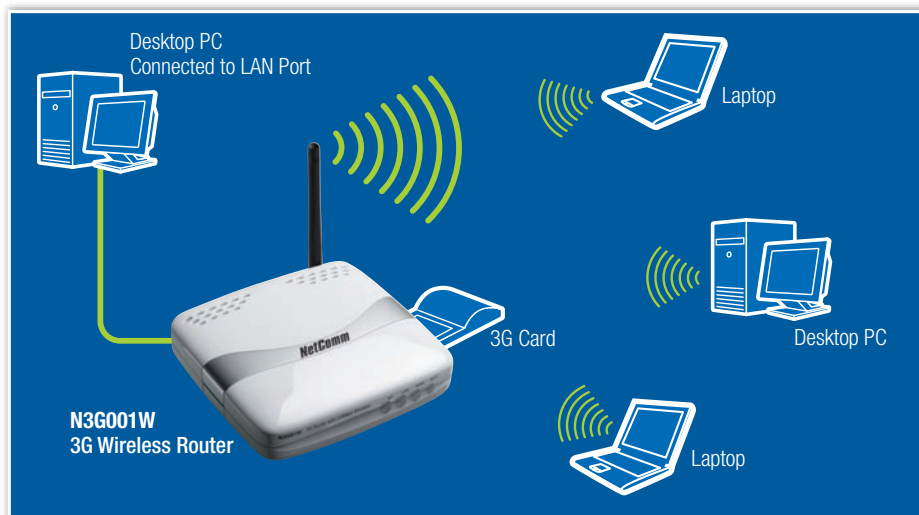 Desktop PC
Connected to LAN Port
Laptop
3G Card
Desktop PC
NetComm
N3G001W
3G Wireless Router
Laptop